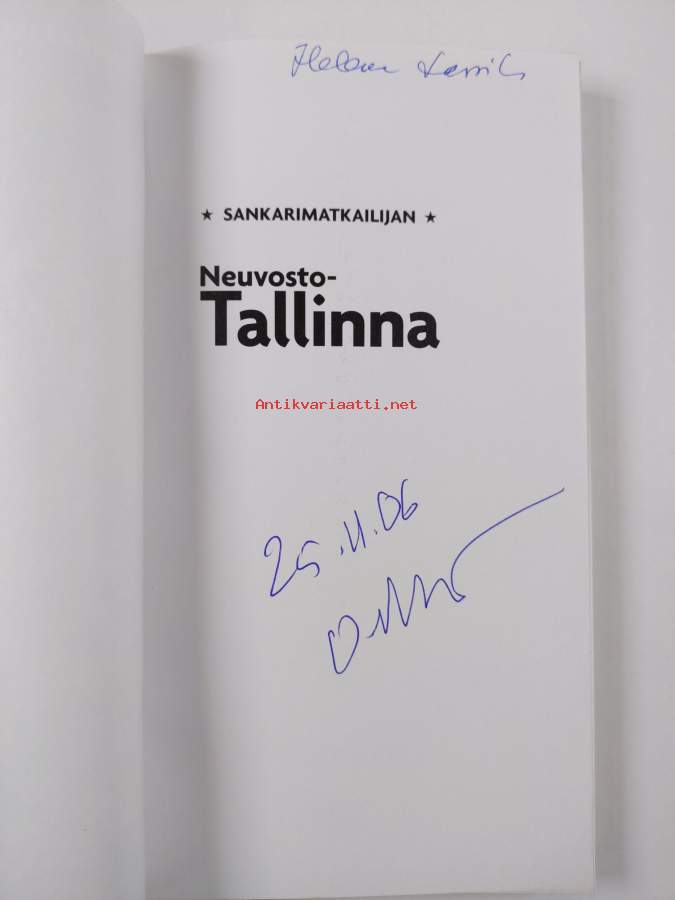 ★ SANKARIMATKAILIJAN ★
Neuvosto-
Tallinna
Antikvariaatti.net
25.11.06